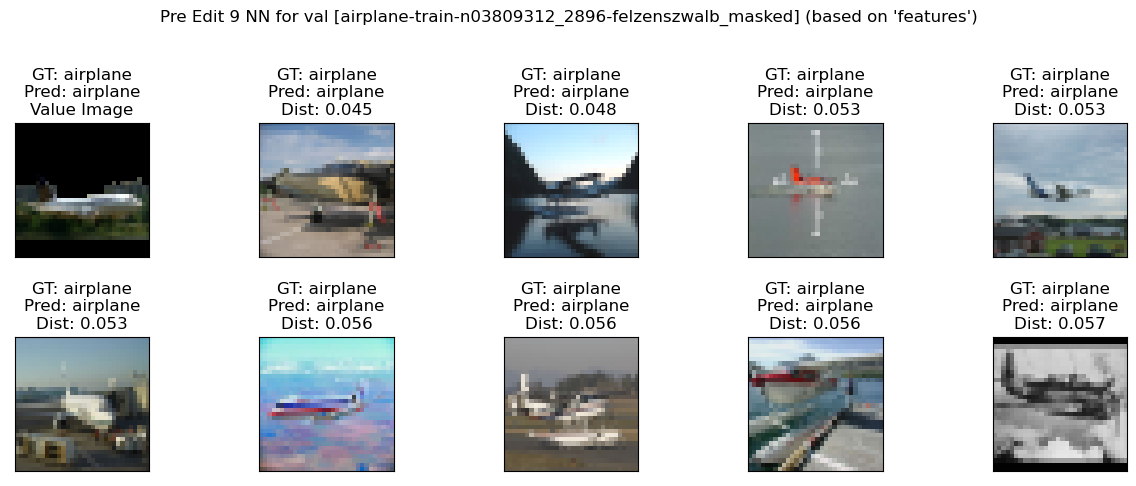 Pre Edit 9 NN for val [airplane-train-n03809312_2896-felzenszwalb_masked] (based on 'features')
GT: airplane
Pred: airplane
Value Image
GT: airplane
Pred: airplane
Dist: 0.045
GT: airplane
Pred: airplane
Dist: 0.048
GT: airplane
Pred: airplane
Dist: 0.053
GT: airplane
Pred: airplane
Dist: 0.053
GT: airplane
Pred: airplane
Dist: 0.053
GT: airplane
Pred: airplane
Dist: 0.056
GT: airplane
Pred: airplane
Dist: 0.056
GT: airplane
Pred: airplane
Dist: 0.056
GT: airplane
Pred: airplane
Dist: 0.057